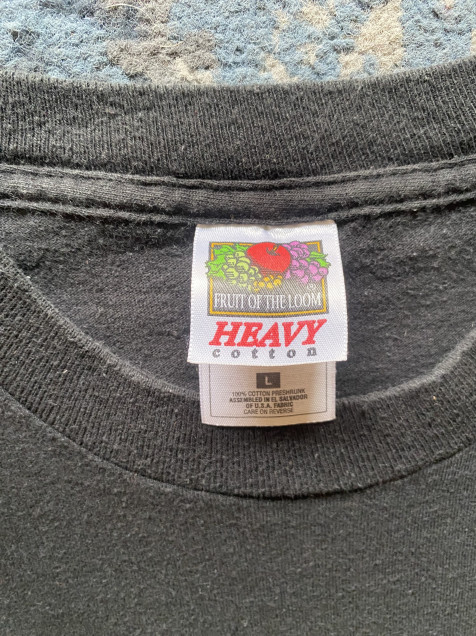 FRUIT OF THE LOOM
HEAVY
cotton
L
100% COTTON PRESHRUNK
ASSEMBLED IN EL SALVADOR
OF U.S.A. FABRIC
CARE ON REVERSE